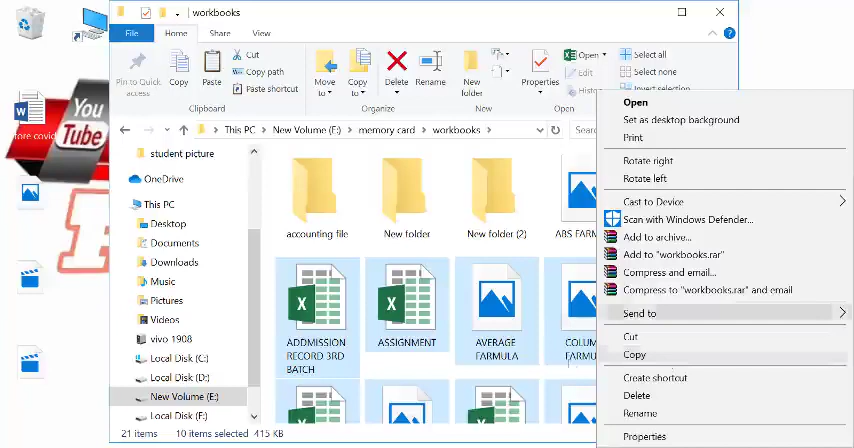 workbooks
File
Home
Share
View
Pin to Quick
access
Copy
Paste
Cut
Copy path
Paste shortcut
Clipboard
Move
to
Copy
to
Delete
Rename
Organize
New
folder
New
Properties
Open
Edit
Open
Select all
Select none
Invert selection
This PC
New Volume (E:)
memory card
workbooks
student picture
OneDrive
This PC
Desktop
Documents
Downloads
Music
Pictures
Videos
vivo 1908
Local Disk (C:)
Local Disk (D:)
New Volume (E:)
Local Disk (F:)
accounting file
New folder
New folder (2)
ABS FARM
ADDMISSION
RECORD 3RD
BATCH
ASSIGNMENT
AVERAGE
FARMULA
COLUM
FARMU
21 items
10 items selected
415 KB
Open
Set as desktop background
Print
Rotate right
Rotate left
Cast to Device
Scan with Windows Defender...
Add to archive...
Add to "workbooks.rar"
Compress and email...
Compress to "workbooks.rar" and email
Send to
Cut
Copy
Create shortcut
Delete
Rename
Properties
You
Tube
tore covid